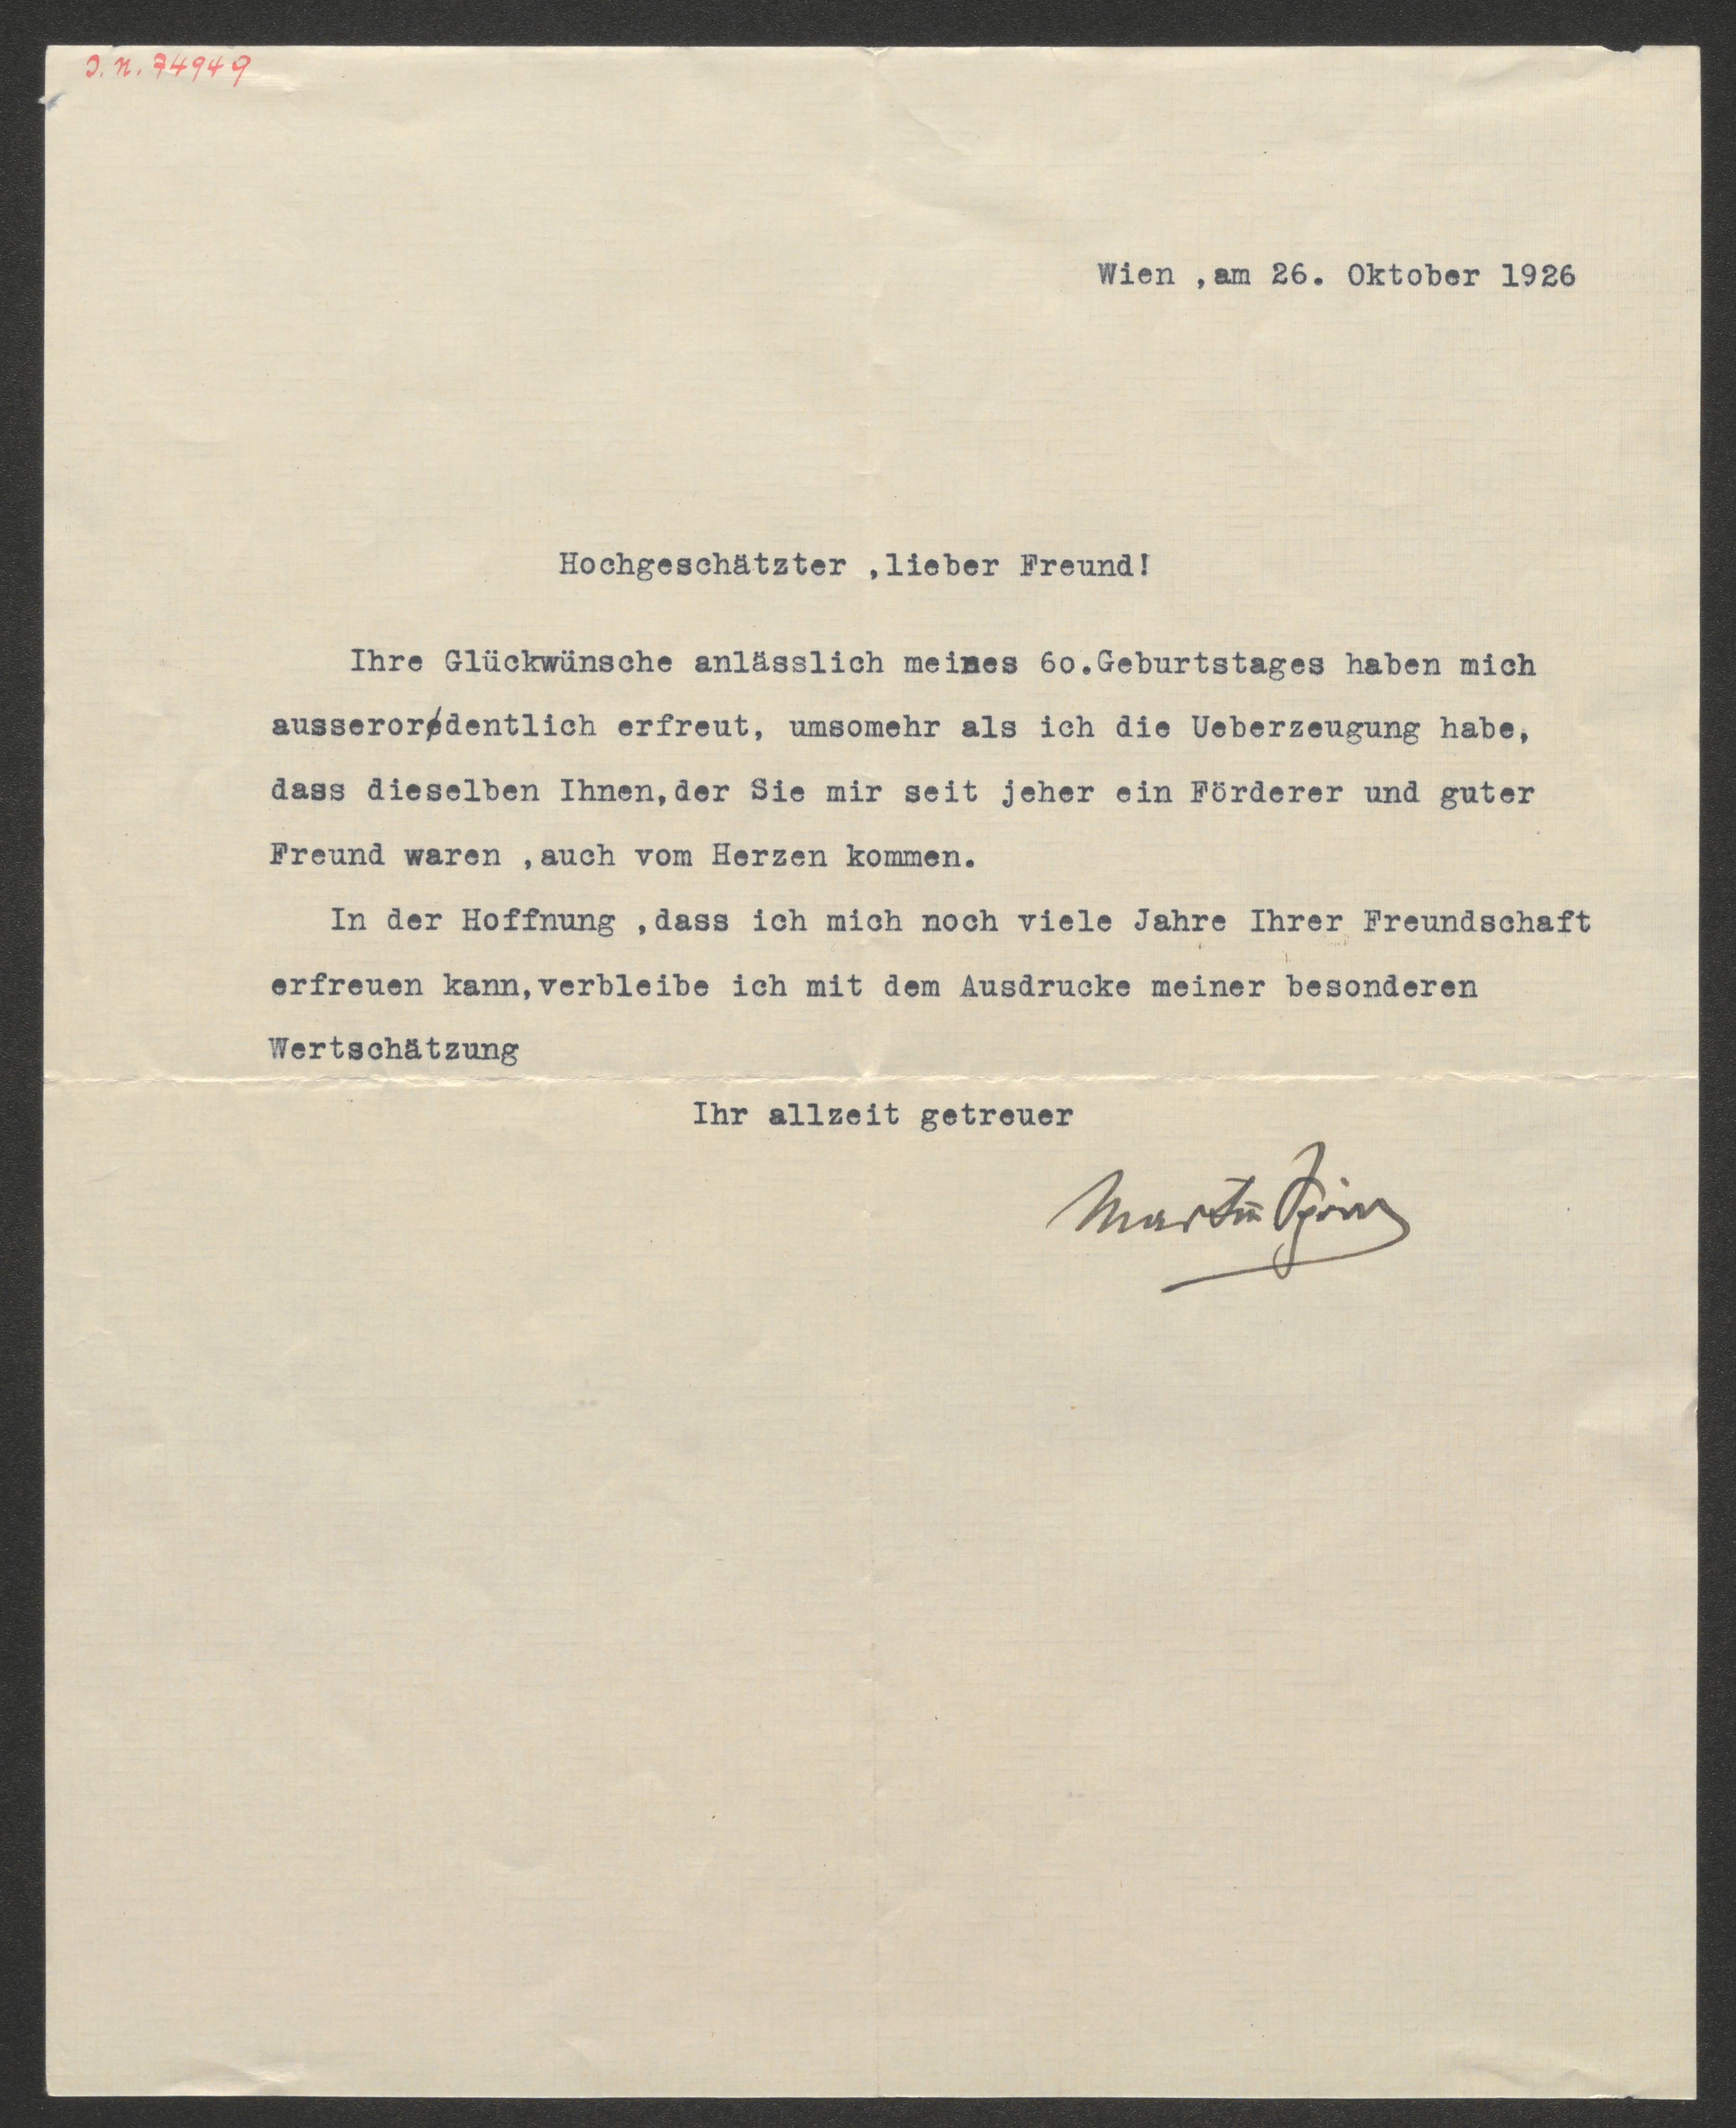 J.N. 74949
Wien ,am 26. Oktober 1926
Hochgeschätzter ,lieber Freund!
Ihre Glückwünsche anlässlich meines 6o.Geburtstages haben mich
ausserordentlich erfreut, umsomehr als ich die Ueberzeugung habe,
dass dieselben Ihnen,der Sie mir seit jeher ein Förderer und guter
Freund waren ,auch vom Herzen kommen.
In der Hoffnung ,dass ich mich noch viele Jahre Ihrer Freundschaft
erfreuen kann,verbleibe ich mit dem Ausdrucke meiner besonderen
Wertschätzung
Ihr allzeit getreuer
Martin